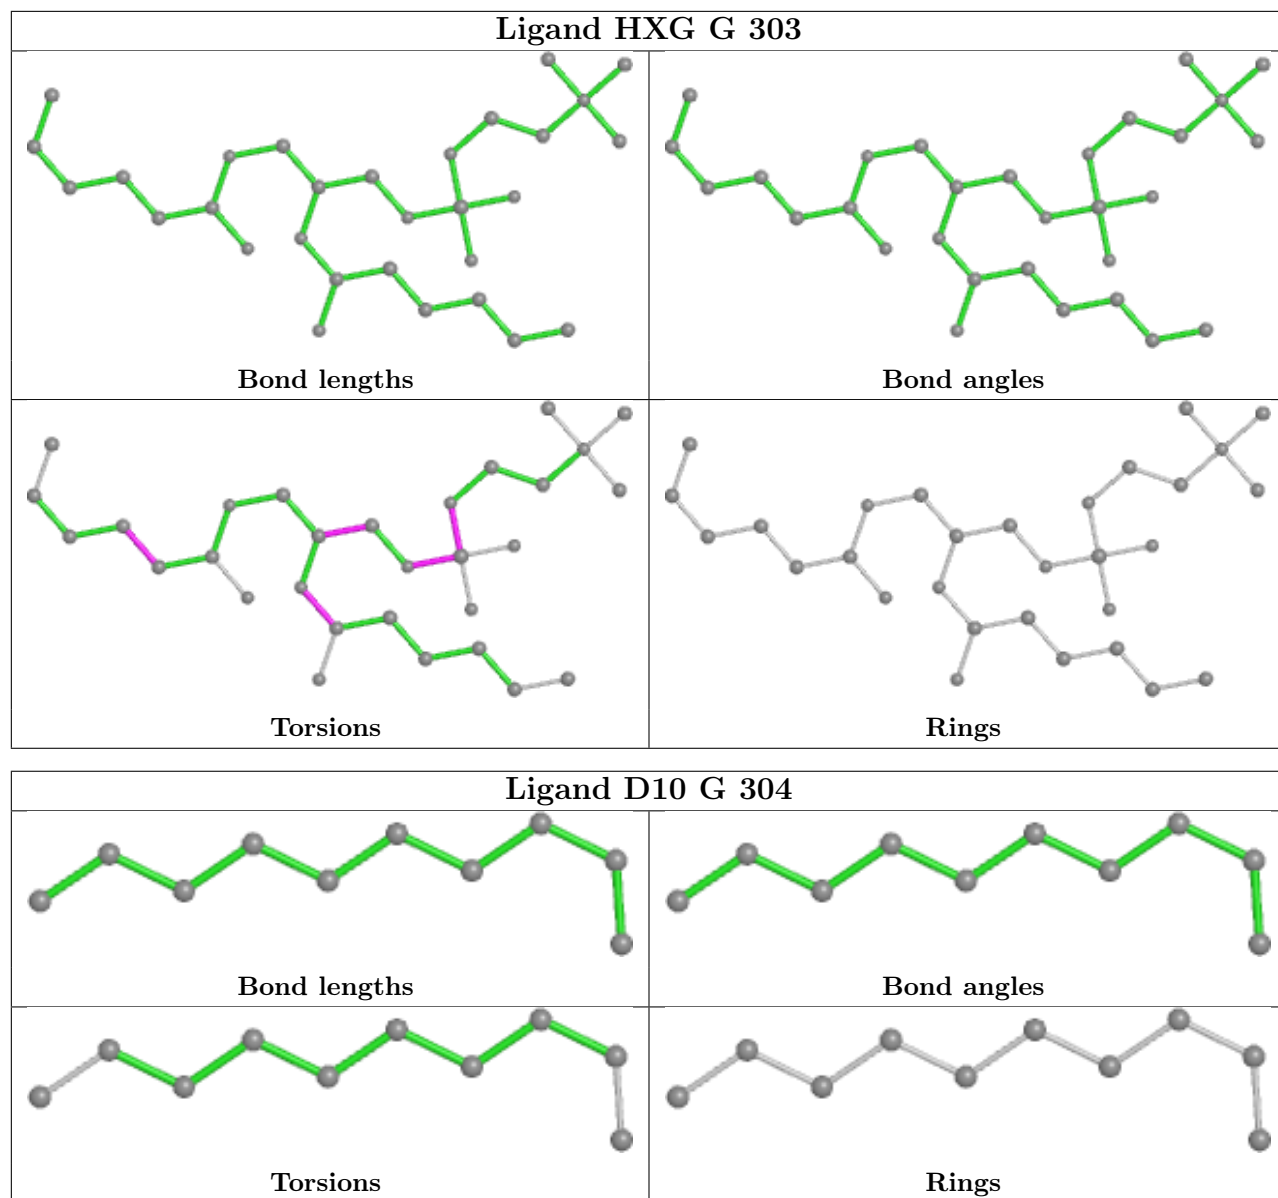 Ligand HXG G 303
Bond lengths
Bond angles
Torsions
Rings
Ligand D10 G 304
Bond lengths
Bond angles
Torsions
Rings